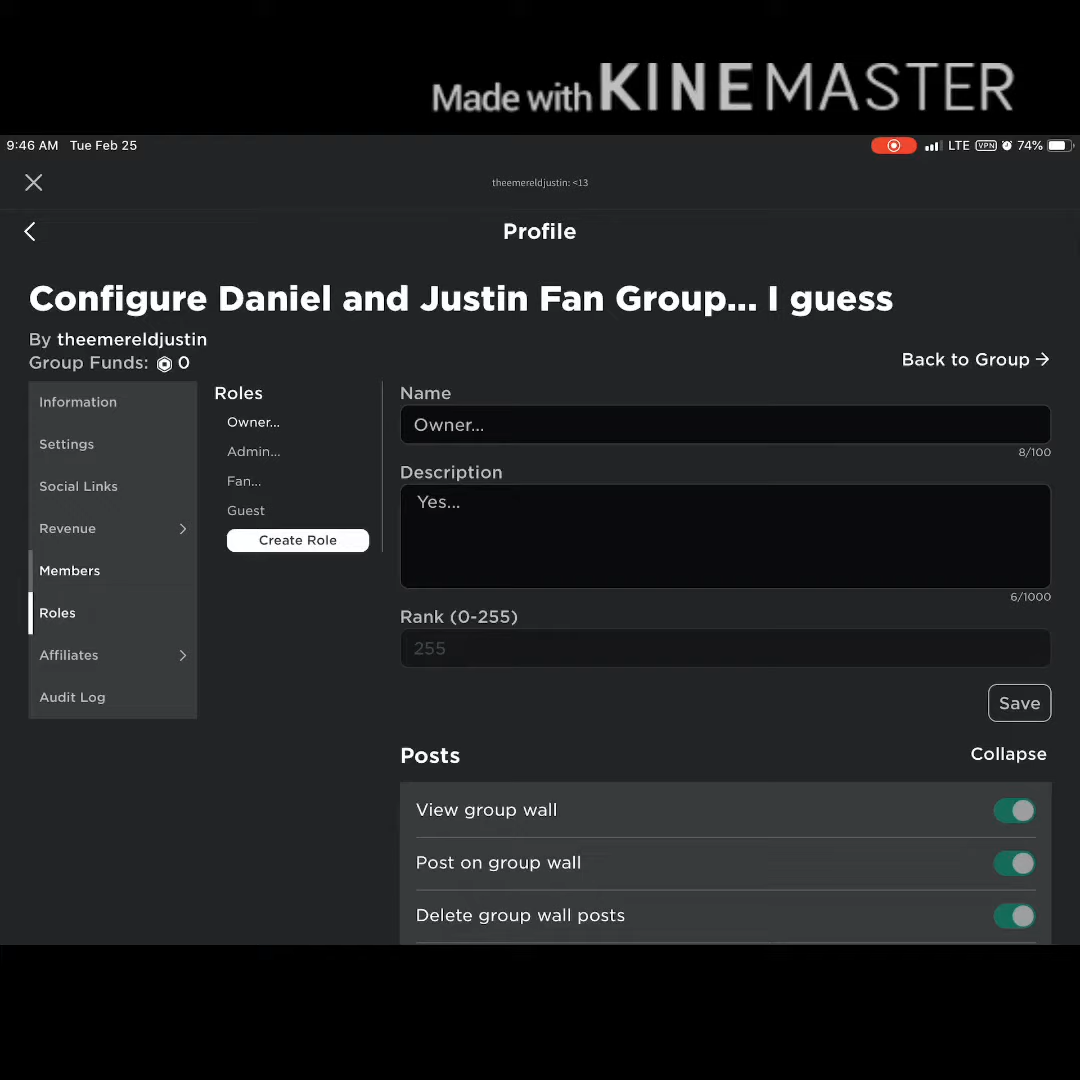 Made with KINEMASTER
9:46 AM Tue Feb 25
LTE VPN 74%
theemereldjustin: <13
Profile
Configure Daniel and Justin Fan Group... I guess
By theemereldjustin
Group Funds: 0
Back to Group →
Information
Settings
Social Links
Revenue
Members
Roles
Affiliates
Audit Log
Roles
Owner...
Admin...
Fan...
Guest
Create Role
Name
Owner...
8/100
Description
Yes...
6/1000
Rank (0-255)
255
Save
Posts
Collapse
View group wall
Post on group wall
Delete group wall posts